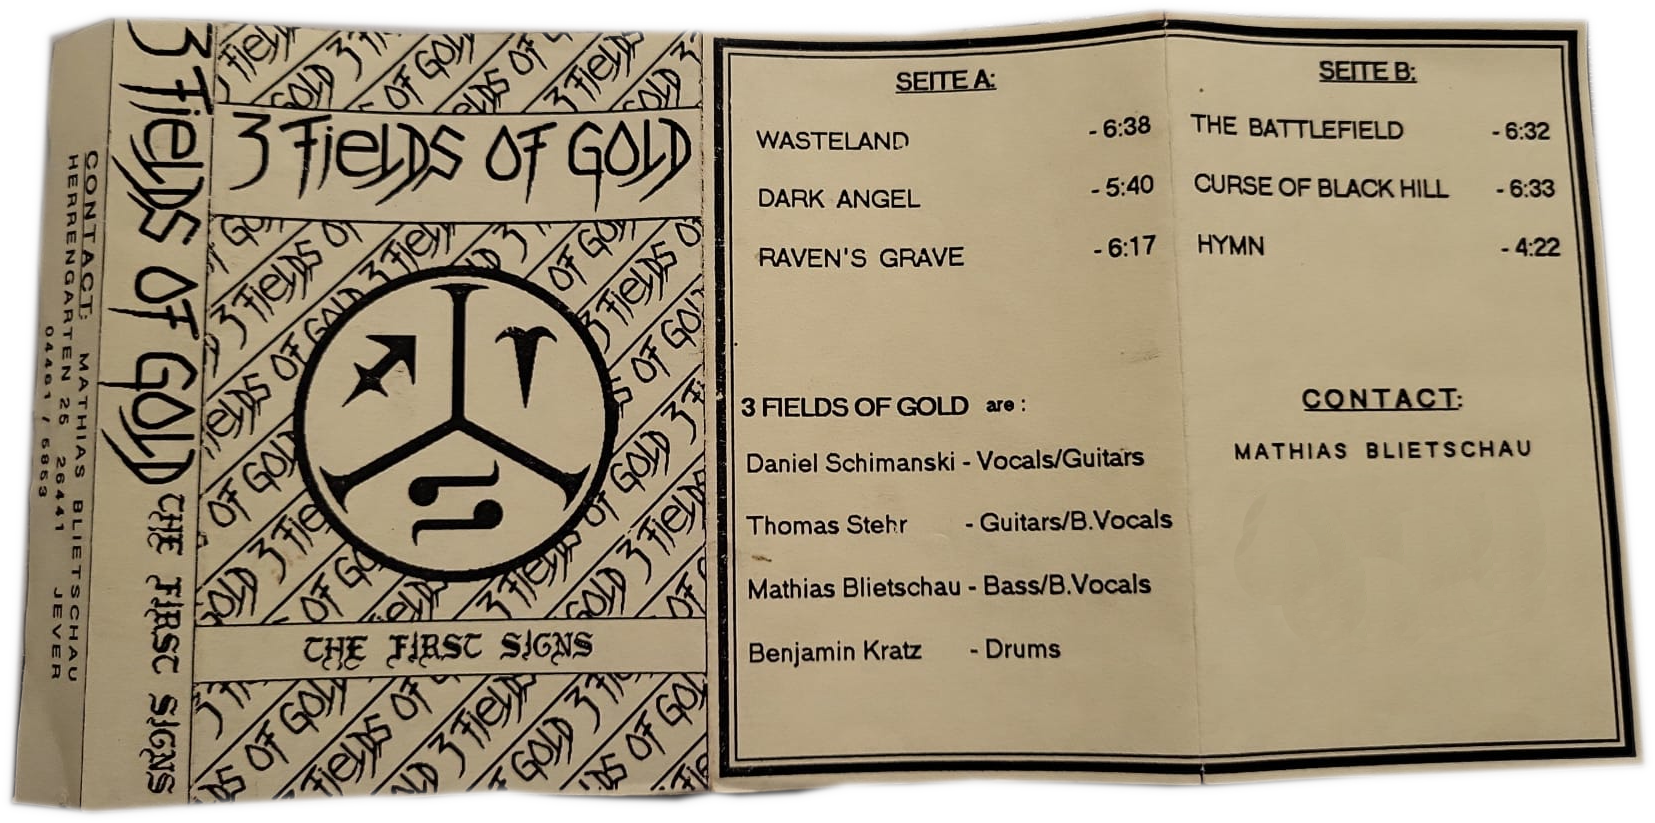 CONTACT: MATHIAS BLIETSCHAU
HERRENGARTEN 25 26441 JEVER
04461 / 5853
3 FiELDS OF GOLD THE FIRST SIGNS
3 FiELDS OF GOLD
THE FIRST SIGNS
SEITE A:
WASTELAND - 6:38
DARK ANGEL - 5:40
RAVEN'S GRAVE - 6:17
3 FIELDS OF GOLD are :
Daniel Schimanski - Vocals/Guitars
Thomas Stehr - Guitars/B.Vocals
Mathias Blietschau - Bass/B.Vocals
Benjamin Kratz - Drums
SEITE B:
THE BATTLEFIELD - 6:32
CURSE OF BLACK HILL - 6:33
HYMN - 4:22
CONTACT:
MATHIAS BLIETSCHAU